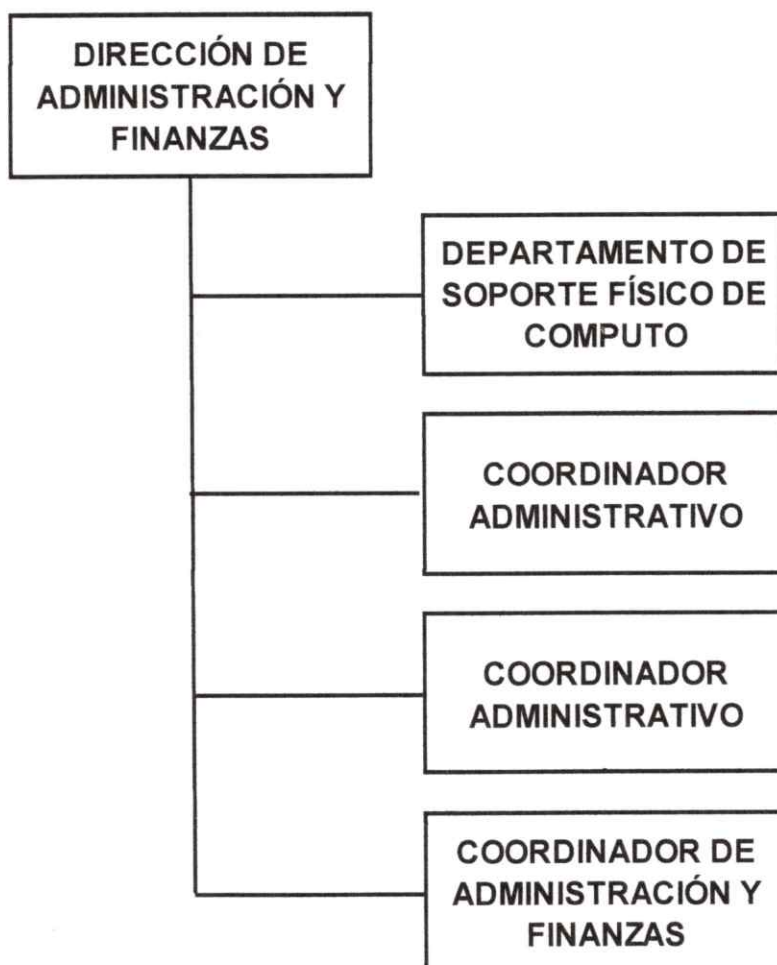 DIRECCIÓN DE
ADMINISTRACIÓN Y
FINANZAS
DEPARTAMENTO DE
SOPORTE FÍSICO DE
COMPUTO
COORDINADOR
ADMINISTRATIVO
COORDINADOR
ADMINISTRATIVO
COORDINADOR DE
ADMINISTRACIÓN Y
FINANZAS